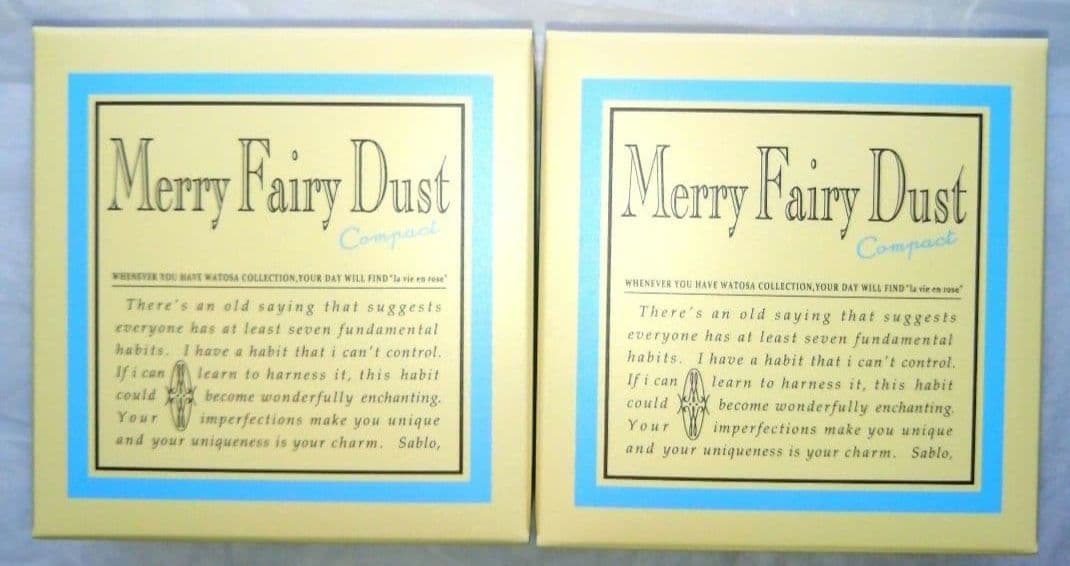 Merry Fairy Dust
Compact
WHENEVER YOU HAVE WATOSA COLLECTION,YOUR DAY WILL FIND "la vie en rose"
There's an old saying that suggests
everyone has at least seven fundamental
habits. I have a habit that i can't control.
If i can learn to harness it, this habit
could become wonderfully enchanting.
Your imperfections make you unique
and your uniqueness is your charm. Sablo,
Merry Fairy Dust
Compact
WHENEVER YOU HAVE WATOSA COLLECTION,YOUR DAY WILL FIND "la vie en rose"
There's an old saying that suggests
everyone has at least seven fundamental
habits. I have a habit that i can't control.
If i can learn to harness it, this habit
could become wonderfully enchanting.
Your imperfections make you unique
and your uniqueness is your charm. Sablo,